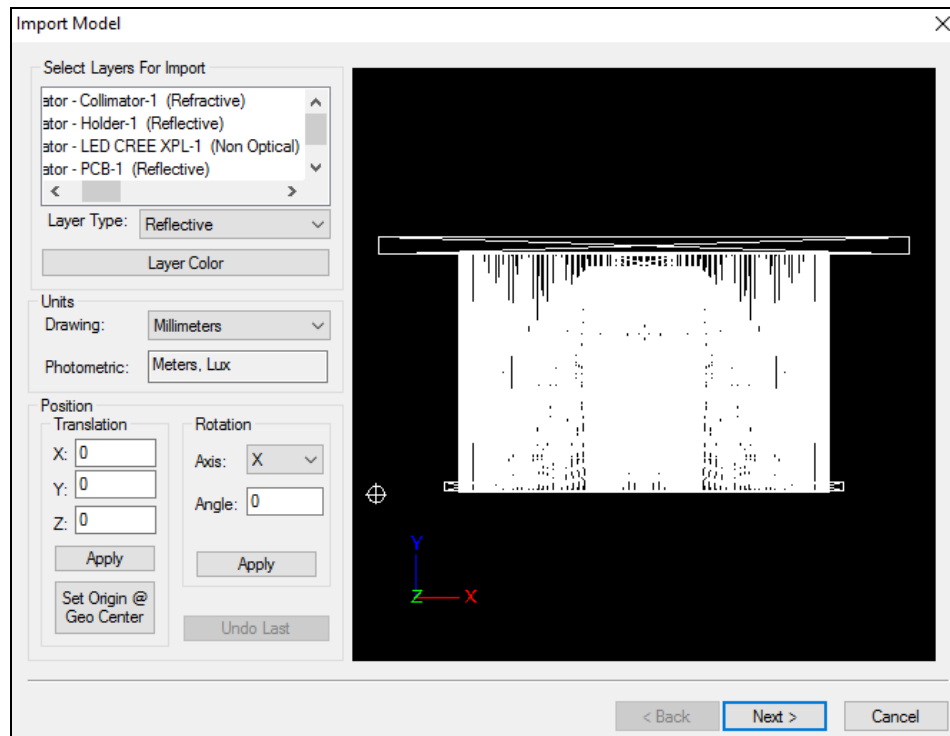 Import Model
Select Layers For Import
ator - Collimator-1 (Refractive)
ator - Holder-1 (Reflective)
ator - LED CREE XPL-1 (Non Optical)
ator - PCB-1 (Reflective)
Layer Type: Reflective
Layer Color
Units
Drawing: Millimeters
Photometric: Meters, Lux
Position
Translation
X: 0
Y: 0
Z: 0
Apply
Set Origin @
Geo Center
Rotation
Axis: X
Angle: 0
Apply
Undo Last
Y
Z X
< Back Next > Cancel